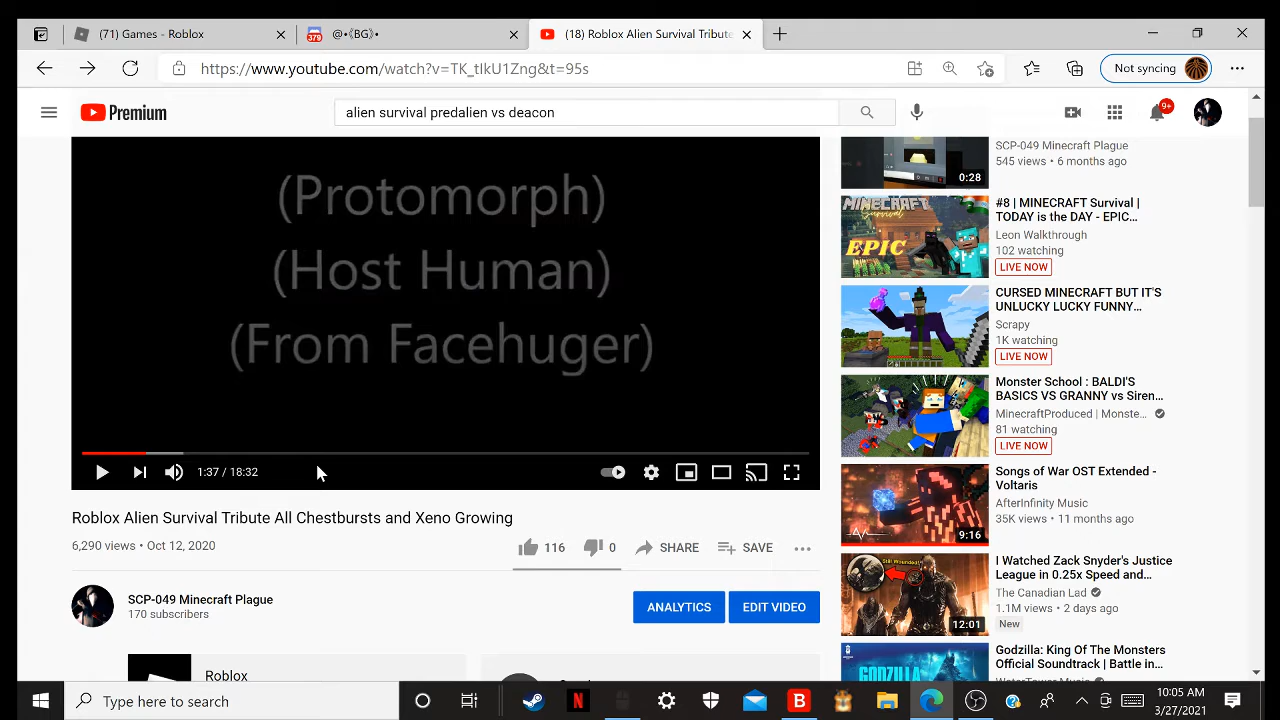 (71) Games - Roblox
379
@•《BG》•
(18) Roblox Alien Survival Tribute
https://www.youtube.com/watch?v=TK_tIkU1Zng&t=95s
Not syncing
Premium
alien survival predalien vs deacon
9+
(Protomorph)
(Host Human)
(From Facehuger)
1:37 / 18:32
Roblox Alien Survival Tribute All Chestbursts and Xeno Growing
6,290 views • Oct 12, 2020
116
0
SHARE
SAVE
SCP-049 Minecraft Plague
170 subscribers
ANALYTICS
EDIT VIDEO
Roblox
0:28
SCP-049 Minecraft Plague
545 views • 6 months ago
MINECRAFT
Survival
EPIC
#8 | MINECRAFT Survival |
TODAY is the DAY - EPIC...
Leon Walkthrough
102 watching
LIVE NOW
CURSED MINECRAFT BUT IT'S
UNLUCKY LUCKY FUNNY...
Scrapy
1K watching
LIVE NOW
Monster School : BALDI'S
BASICS VS GRANNY vs Siren...
MinecraftProduced | Monste...
81 watching
LIVE NOW
9:16
Songs of War OST Extended -
Voltaris
AfterInfinity Music
35K views • 11 months ago
Still Wounded!
12:01
I Watched Zack Snyder's Justice
League in 0.25x Speed and...
The Canadian Lad
1.1M views • 2 days ago
New
GODZILLA
Godzilla: King Of The Monsters
Official Soundtrack | Battle in...
Type here to search
10:05 AM
3/27/2021